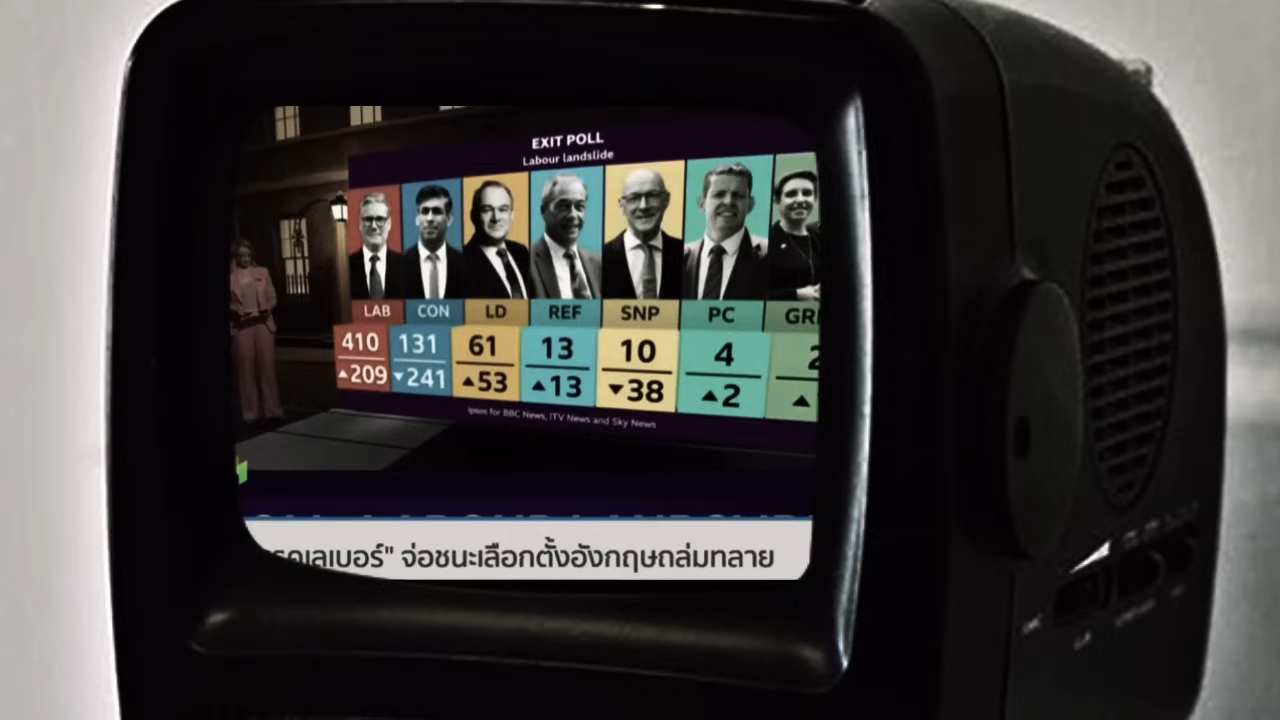 EXIT POLL
Labour landslide
LAB CON LD REF SNP PC
410 131 61 13 10 4 2
▲209 ▼241 ▲53 ▲13 ▼38 ▲2 ▲
Ipsos for BBC News, ITV News and Sky News
จ่อชนะเลือกตั้งอังกฤษถล่มทลาย